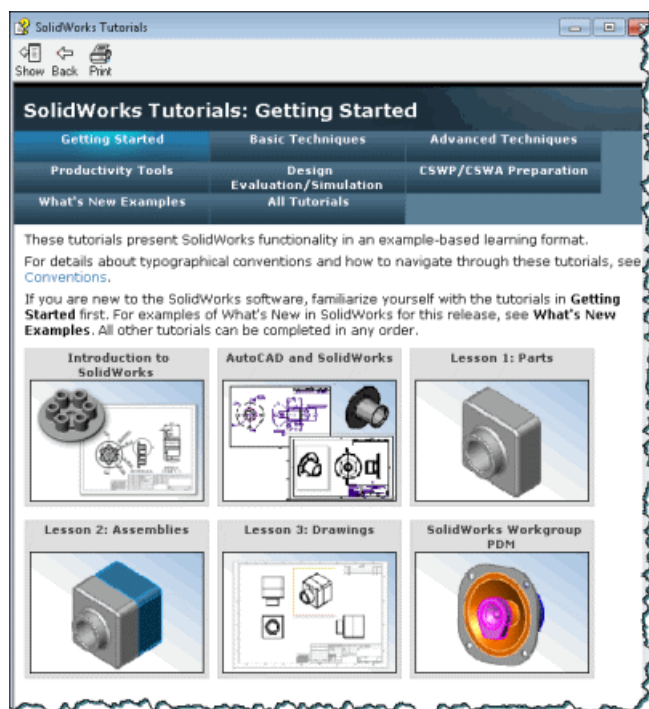 SolidWorks Tutorials
Show Back Print
SolidWorks Tutorials: Getting Started
Getting Started Basic Techniques Advanced Techniques
Productivity Tools Design Evaluation/Simulation CSWP/CSWA Preparation
What's New Examples All Tutorials
These tutorials present SolidWorks functionality in an example-based learning format.
For details about typographical conventions and how to navigate through these tutorials, see
Conventions.
If you are new to the SolidWorks software, familiarize yourself with the tutorials in Getting
Started first. For examples of What's New in SolidWorks for this release, see What's New
Examples. All other tutorials can be completed in any order.
Introduction to SolidWorks
AutoCAD and SolidWorks
Lesson 1: Parts
Lesson 2: Assemblies
Lesson 3: Drawings
SolidWorks Workgroup PDM